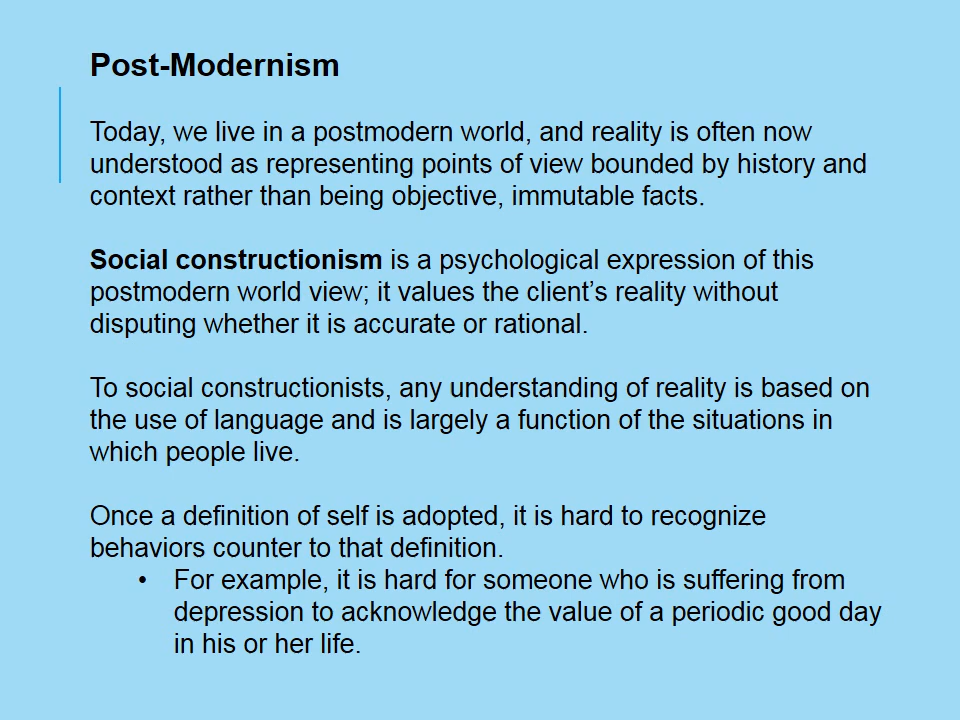 Post-Modernism
Today, we live in a postmodern world, and reality is often now
understood as representing points of view bounded by history and
context rather than being objective, immutable facts.
Social constructionism is a psychological expression of this
postmodern world view; it values the client’s reality without
disputing whether it is accurate or rational.
To social constructionists, any understanding of reality is based on
the use of language and is largely a function of the situations in
which people live.
Once a definition of self is adopted, it is hard to recognize
behaviors counter to that definition.
• For example, it is hard for someone who is suffering from
depression to acknowledge the value of a periodic good day
in his or her life.